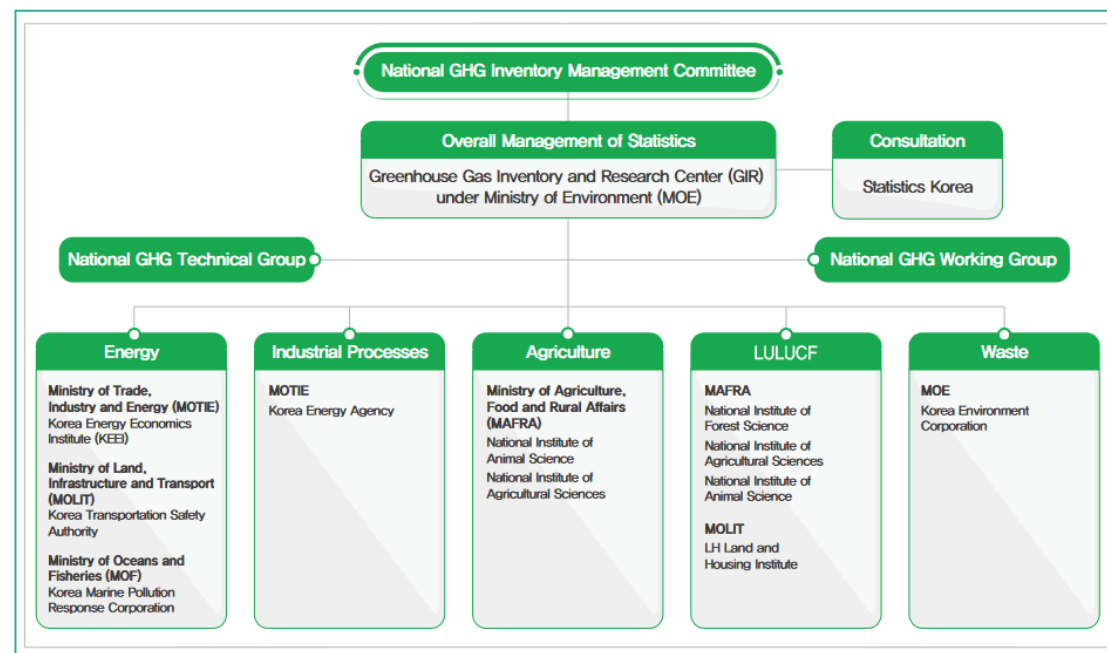 National GHG Inventory Management Committee
Overall Management of Statistics
Greenhouse Gas Inventory and Research Center (GIR)
under Ministry of Environment (MOE)
Consultation
Statistics Korea
National GHG Technical Group
National GHG Working Group
Energy
Ministry of Trade,
Industry and Energy (MOTIE)
Korea Energy Economics
Institute (KEEI)
Ministry of Land,
Infrastructure and Transport
(MOLIT)
Korea Transportation Safety
Authority
Ministry of Oceans and
Fisheries (MOF)
Korea Marine Pollution
Response Corporation
Industrial Processes
MOTIE
Korea Energy Agency
Agriculture
Ministry of Agriculture,
Food and Rural Affairs
(MAFRA)
National Institute of
Animal Science
National Institute of
Agricultural Sciences
LULUCF
MAFRA
National Institute of
Forest Science
National Institute of
Agricultural Sciences
National Institute of
Animal Science
MOLIT
LH Land and
Housing Institute
Waste
MOE
Korea Environment
Corporation